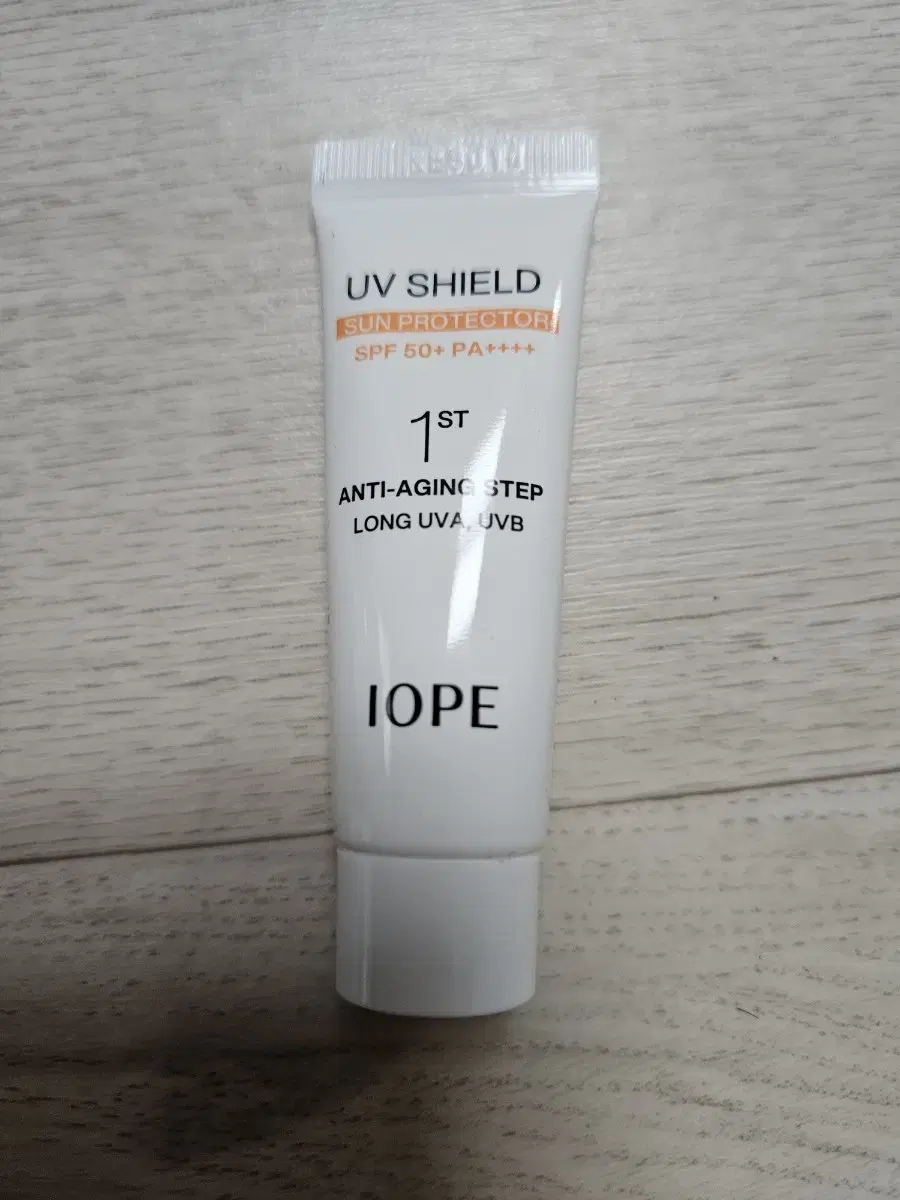 UV SHIELD
SUN PROTECTOR
SPF 50+ PA++++
1ST
ANTI-AGING STEP
LONG UVA, UVB
IOPE